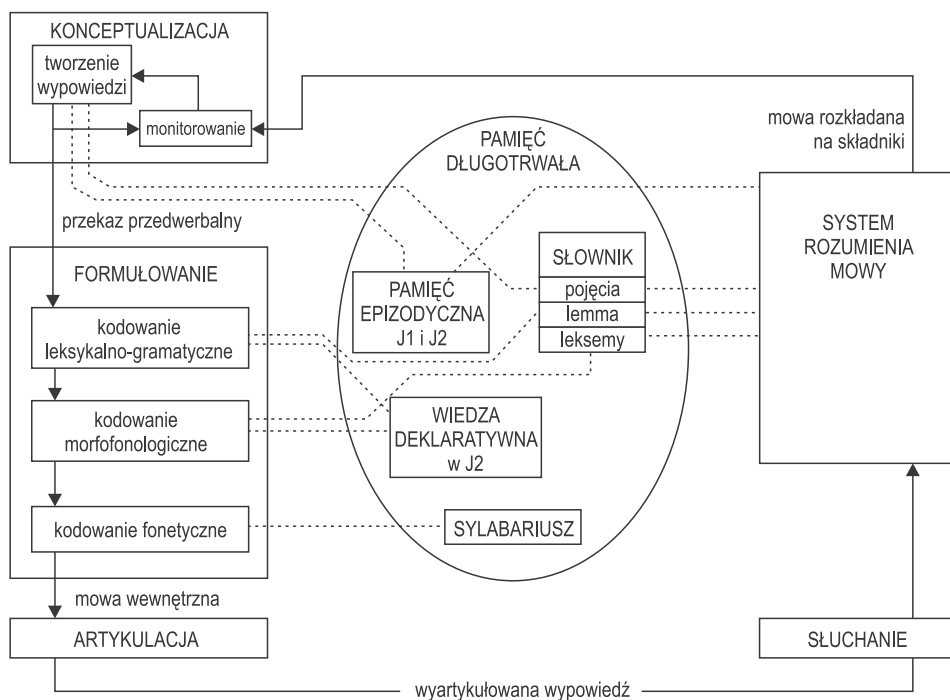 KONCEPTUALIZACJA
tworzenie
wypowiedzi
monitorowanie
przekaz przedwerbalny
FORMUŁOWANIE
kodowanie
leksykalno-gramatyczne
kodowanie
morfofonologiczne
kodowanie fonetyczne
mowa wewnętrzna
ARTYKULACJA
PAMIĘĆ
DŁUGOTRWAŁA
PAMIĘĆ
EPIZODYCZNA
J1 i J2
SŁOWNIK
pojęcia
lemma
leksemy
WIEDZA
DEKLARATYWNA
w J2
SYLABARIUSZ
mowa rozkładana
na składniki
SYSTEM
ROZUMIENIA
MOWY
SŁUCHANIE
wyartykułowana wypowiedź